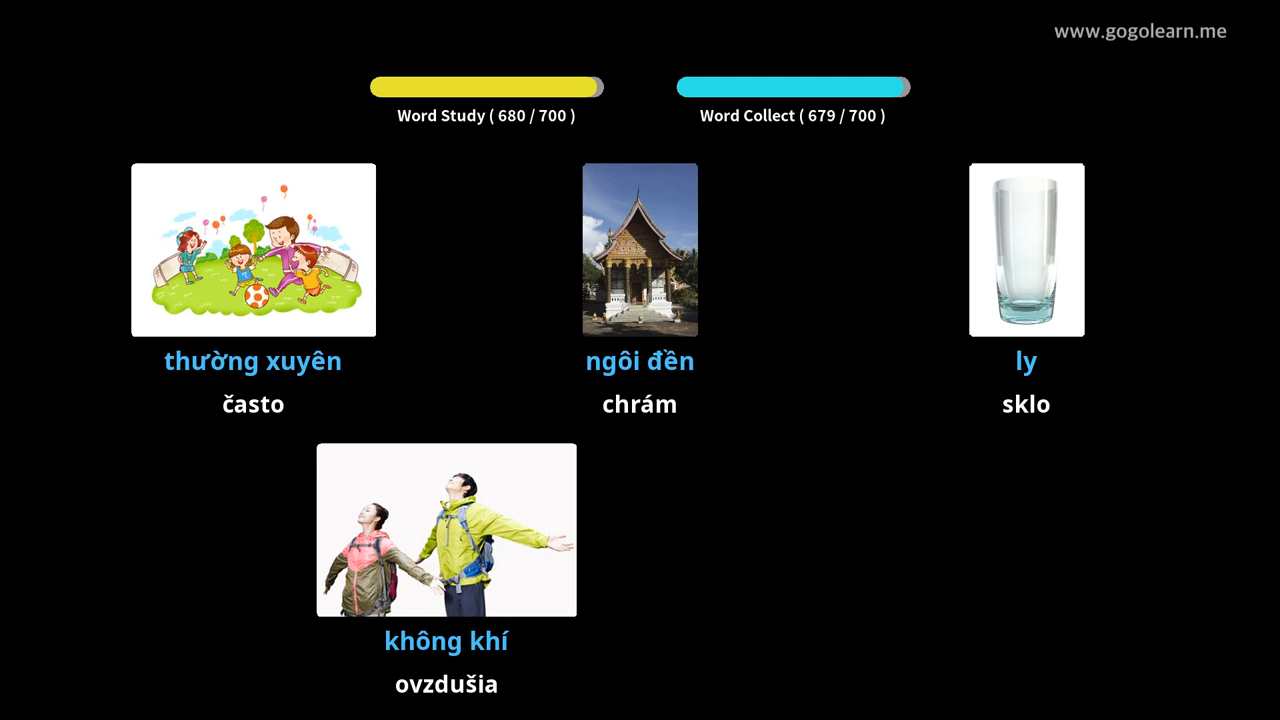 www.gogolearn.me
Word Study ( 680 / 700 )
Word Collect ( 679 / 700 )
thường xuyên
často
ngôi đền
chrám
ly
sklo
không khí
ovzdušia